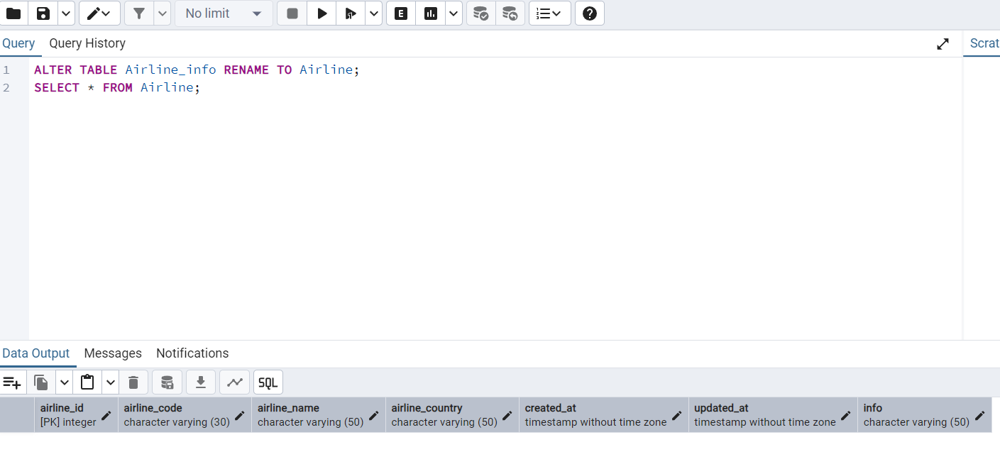 No limit
E
Query Query History Scrat
1 ALTER TABLE Airline_info RENAME TO Airline;
2 SELECT * FROM Airline;
Data Output Messages Notifications
SQL
airline_id airline_code airline_name airline_country created_at updated_at info
[PK] integer character varying (30) character varying (50) character varying (50) timestamp without time zone timestamp without time zone character varying (50)